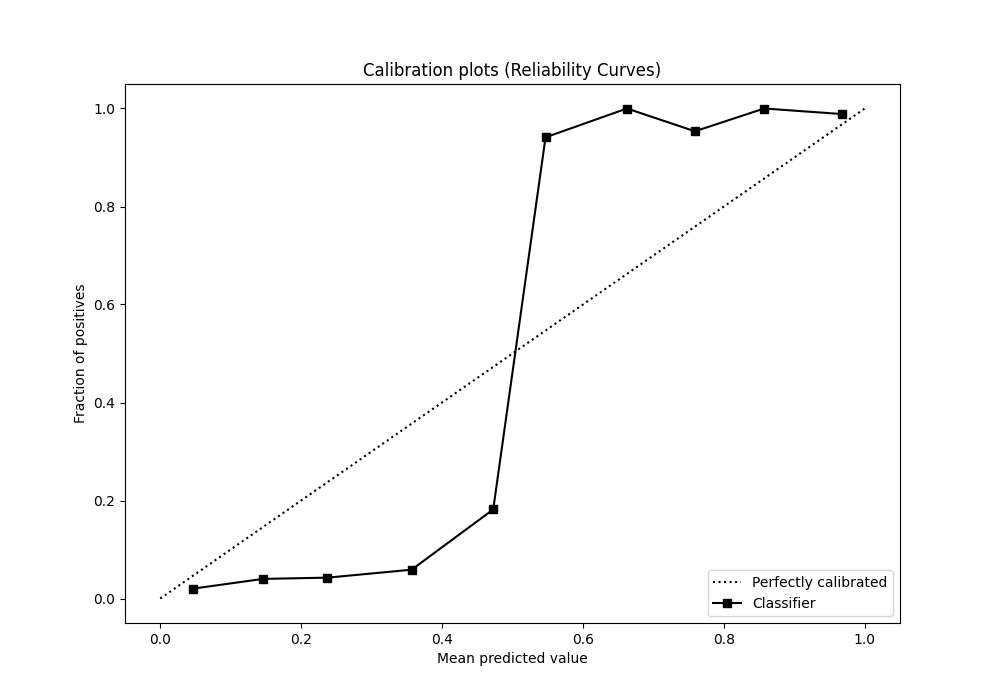 Calibration plots (Reliability Curves)
1.0
0.8
0.6
0.4
0.2
0.0
Fraction of positives
0.0 0.2 0.4 0.6 0.8 1.0
Mean predicted value
Perfectly calibrated
Classifier